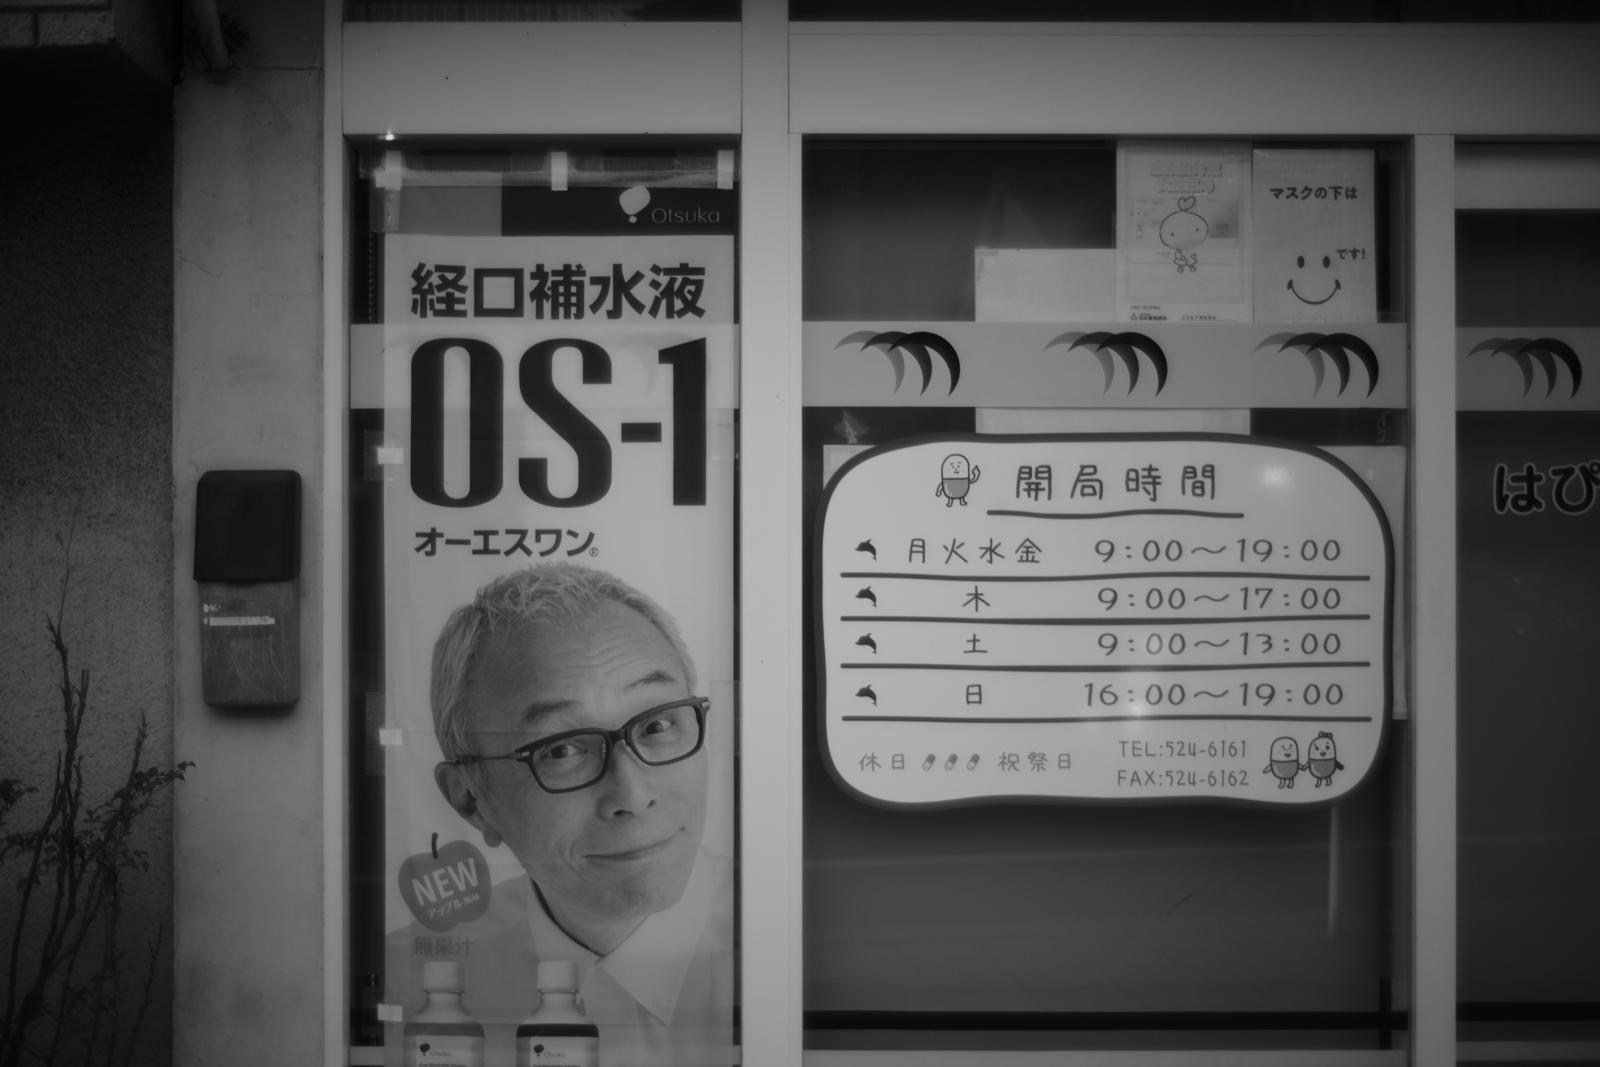 Otsuka
経口補水液
OS-1
オーエスワン®
NEW
アップル風味
無果汁
Otsuka
Otsuka
マスクの下は
です!
開局時間
月火水金 9:00～19:00
木 9:00～17:00
土 9:00～13:00
日 16:00～19:00
休日 祝祭日
TEL:524-6161
FAX:524-6162
はぴ